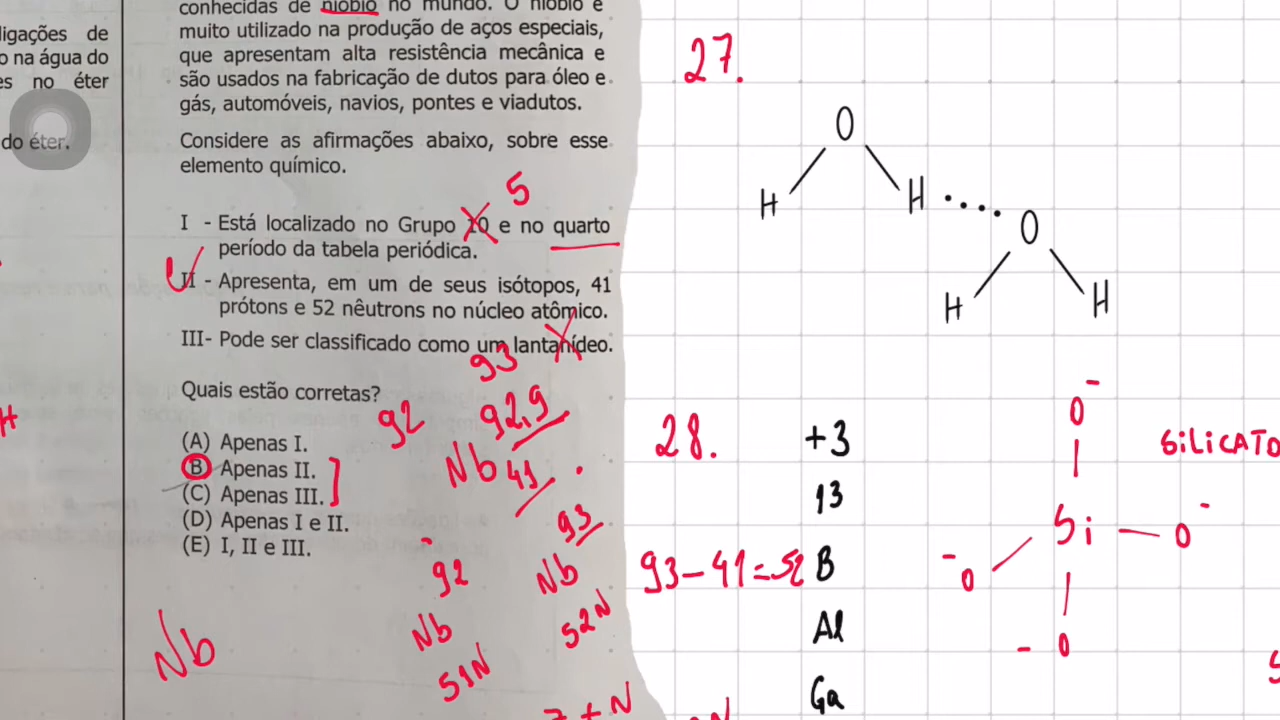 ligações de
o na água do
es no éter
do éter.
H
conhecidas de nióbio no mundo. O nióbio é
muito utilizado na produção de aços especiais,
que apresentam alta resistência mecânica e
são usados na fabricação de dutos para óleo e
gás, automóveis, navios, pontes e viadutos.
Considere as afirmações abaixo, sobre esse
elemento químico.
5
I - Está localizado no Grupo 10 e no quarto
período da tabela periódica.
II - Apresenta, em um de seus isótopos, 41
prótons e 52 nêutrons no núcleo atômico.
III- Pode ser classificado como um lantanídeo.
93
Quais estão corretas?
92 92,9
(A) Apenas I.
Nb 41
(B) Apenas II.
(C) Apenas III.
(D) Apenas I e II.
(E) I, II e III.
93
Nb
52N
92
Nb
51N
Nb
Z + N
93-41=52
27.
O
H H
O
H H
28.
+3
13
B
Al
Ga
SILICATO
O-
Si O-
-O
-O